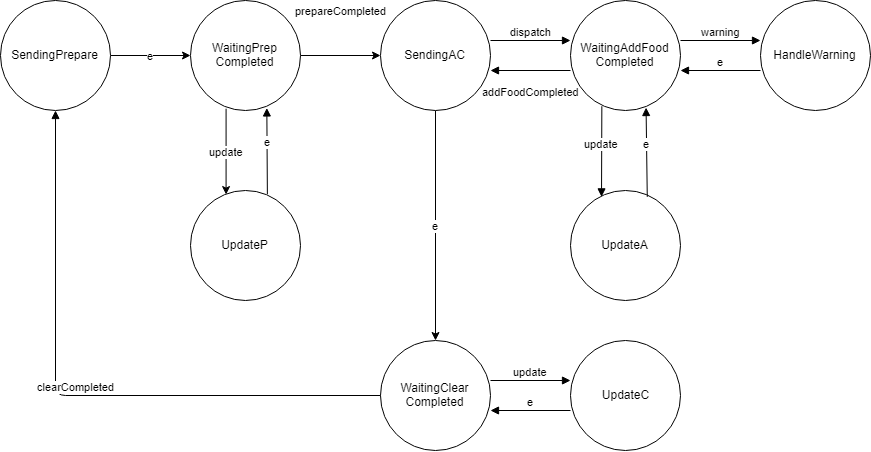 prepareCompleted
SendingPrepare
e
WaitingPrep
Completed
SendingAC
dispatch
addFoodCompleted
WaitingAddFood
Completed
warning
e
HandleWarning
update
e
update
e
UpdateP
e
UpdateA
clearCompleted
WaitingClear
Completed
update
e
UpdateC